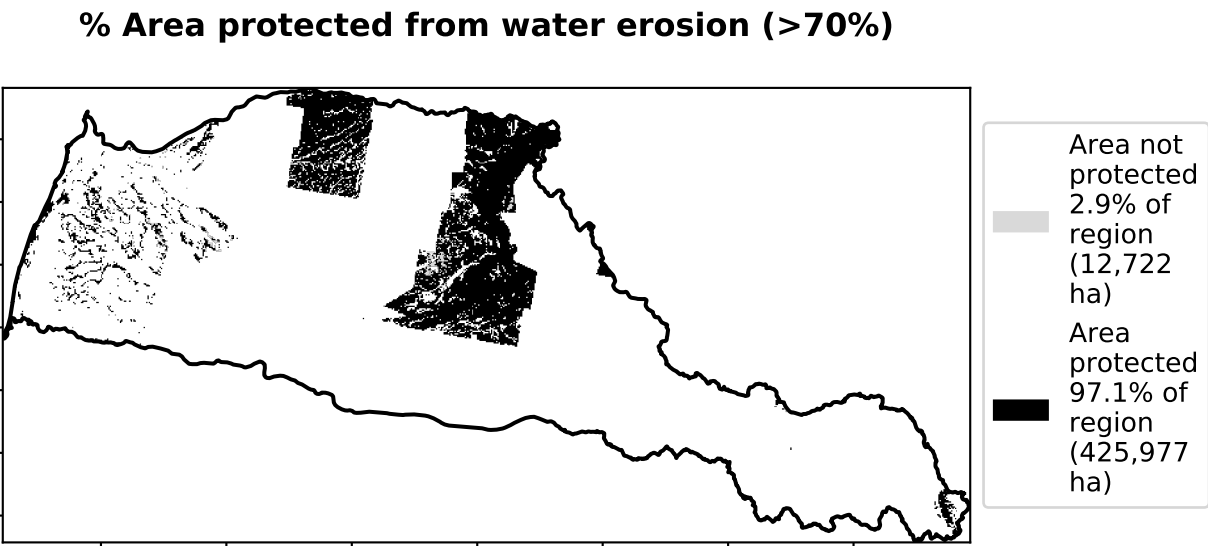 % Area protected from water erosion (>70%)
Area not
protected
2.9% of
region
(12,722
ha)
Area
protected
97.1% of
region
(425,977
ha)